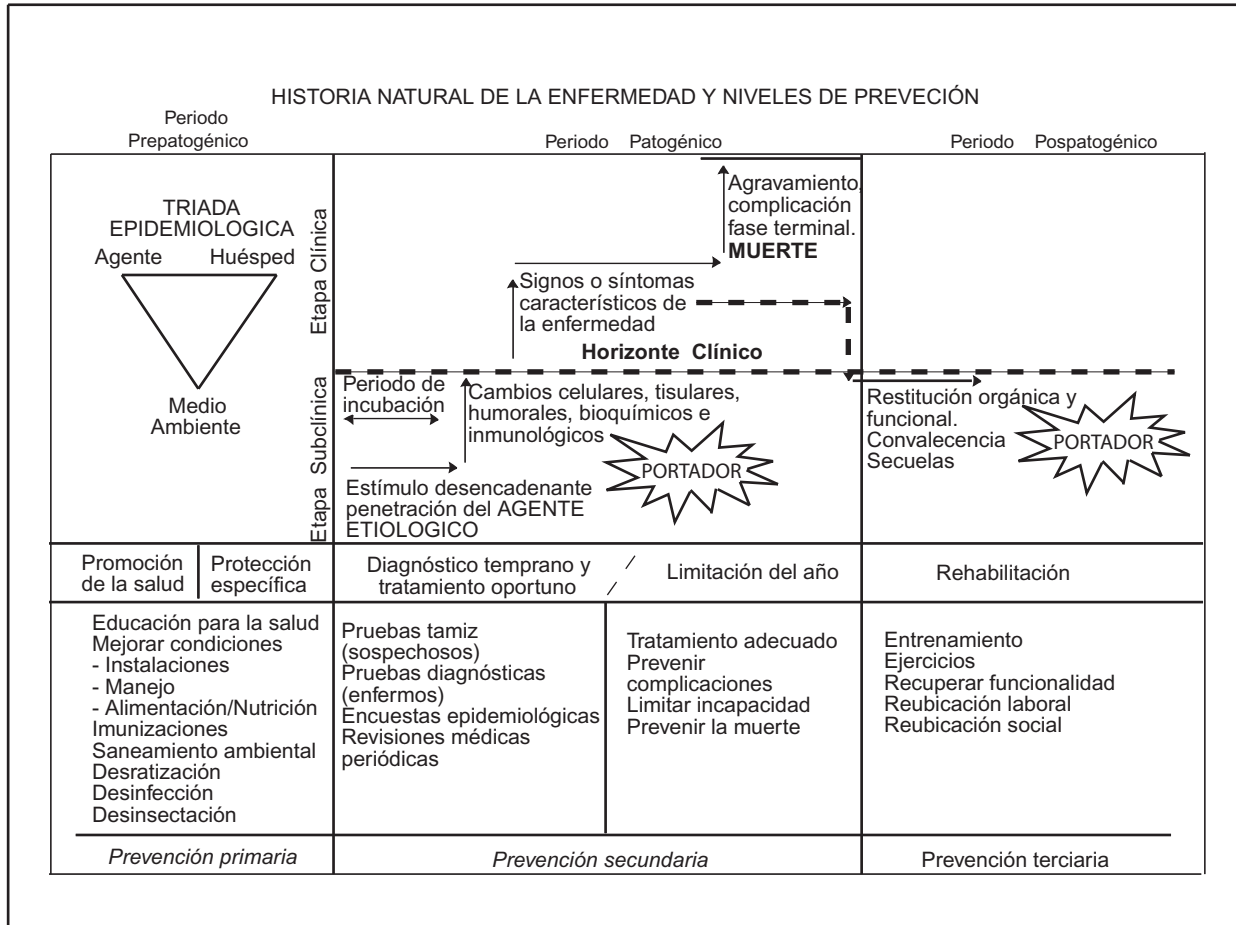 HISTORIA NATURAL DE LA ENFERMEDAD Y NIVELES DE PREVECIÓN
Periodo
Prepatogénico
Periodo Patogénico
Periodo Pospatogénico
TRIADA
EPIDEMIOLOGICA
Agente Huésped
Medio
Ambiente
Etapa Clínica
Etapa Subclínica
Agravamiento,
complicación
fase terminal.
MUERTE
Signos o síntomas
característicos de
la enfermedad
Horizonte Clínico
Periodo de
incubación
Cambios celulares, tisulares,
humorales, bioquímicos e
inmunológicos
PORTADOR
Estímulo desencadenante
penetración del AGENTE
ETIOLOGICO
Restitución orgánica y
funcional.
Convalecencia
Secuelas
PORTADOR
Promoción
de la salud
Protección
específica
Diagnóstico temprano y
tratamiento oportuno
/
/
Limitación del año
Rehabilitación
Educación para la salud
Mejorar condiciones
- Instalaciones
- Manejo
- Alimentación/Nutrición
Imunizaciones
Saneamiento ambiental
Desratización
Desinfección
Desinsectación
Pruebas tamiz
(sospechosos)
Pruebas diagnósticas
(enfermos)
Encuestas epidemiológicas
Revisiones médicas
periódicas
Tratamiento adecuado
Prevenir
complicaciones
Limitar incapacidad
Prevenir la muerte
Entrenamiento
Ejercicios
Recuperar funcionalidad
Reubicación laboral
Reubicación social
Prevención primaria
Prevención secundaria
Prevención terciaria